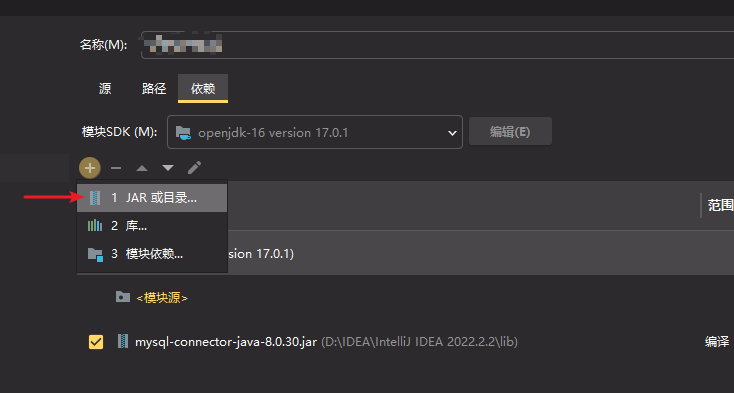 名称(M):
源 路径 依赖
模块SDK (M): openjdk-16 version 17.0.1 编辑(E)
1 JAR 或目录...
范围
2 库...
3 模块依赖... sion 17.0.1)
<模块源>
mysql-connector-java-8.0.30.jar (D:\IDEA\IntelliJ IDEA 2022.2.2\lib) 编译